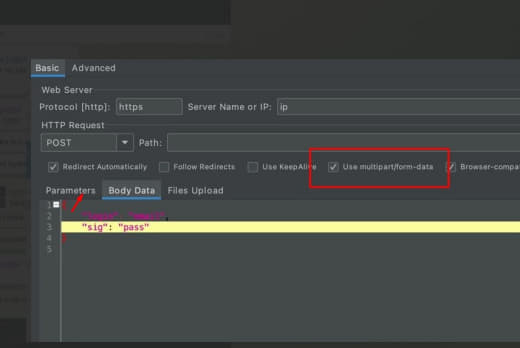 Basic Advanced
Web Server
Protocol [http]: https Server Name or IP: ip
HTTP Request
POST Path:
Redirect Automatically Follow Redirects Use KeepAlive Use multipart/form-data Browser-compat
Parameters Body Data Files Upload
1
2
3 "sig": "pass"
4
5